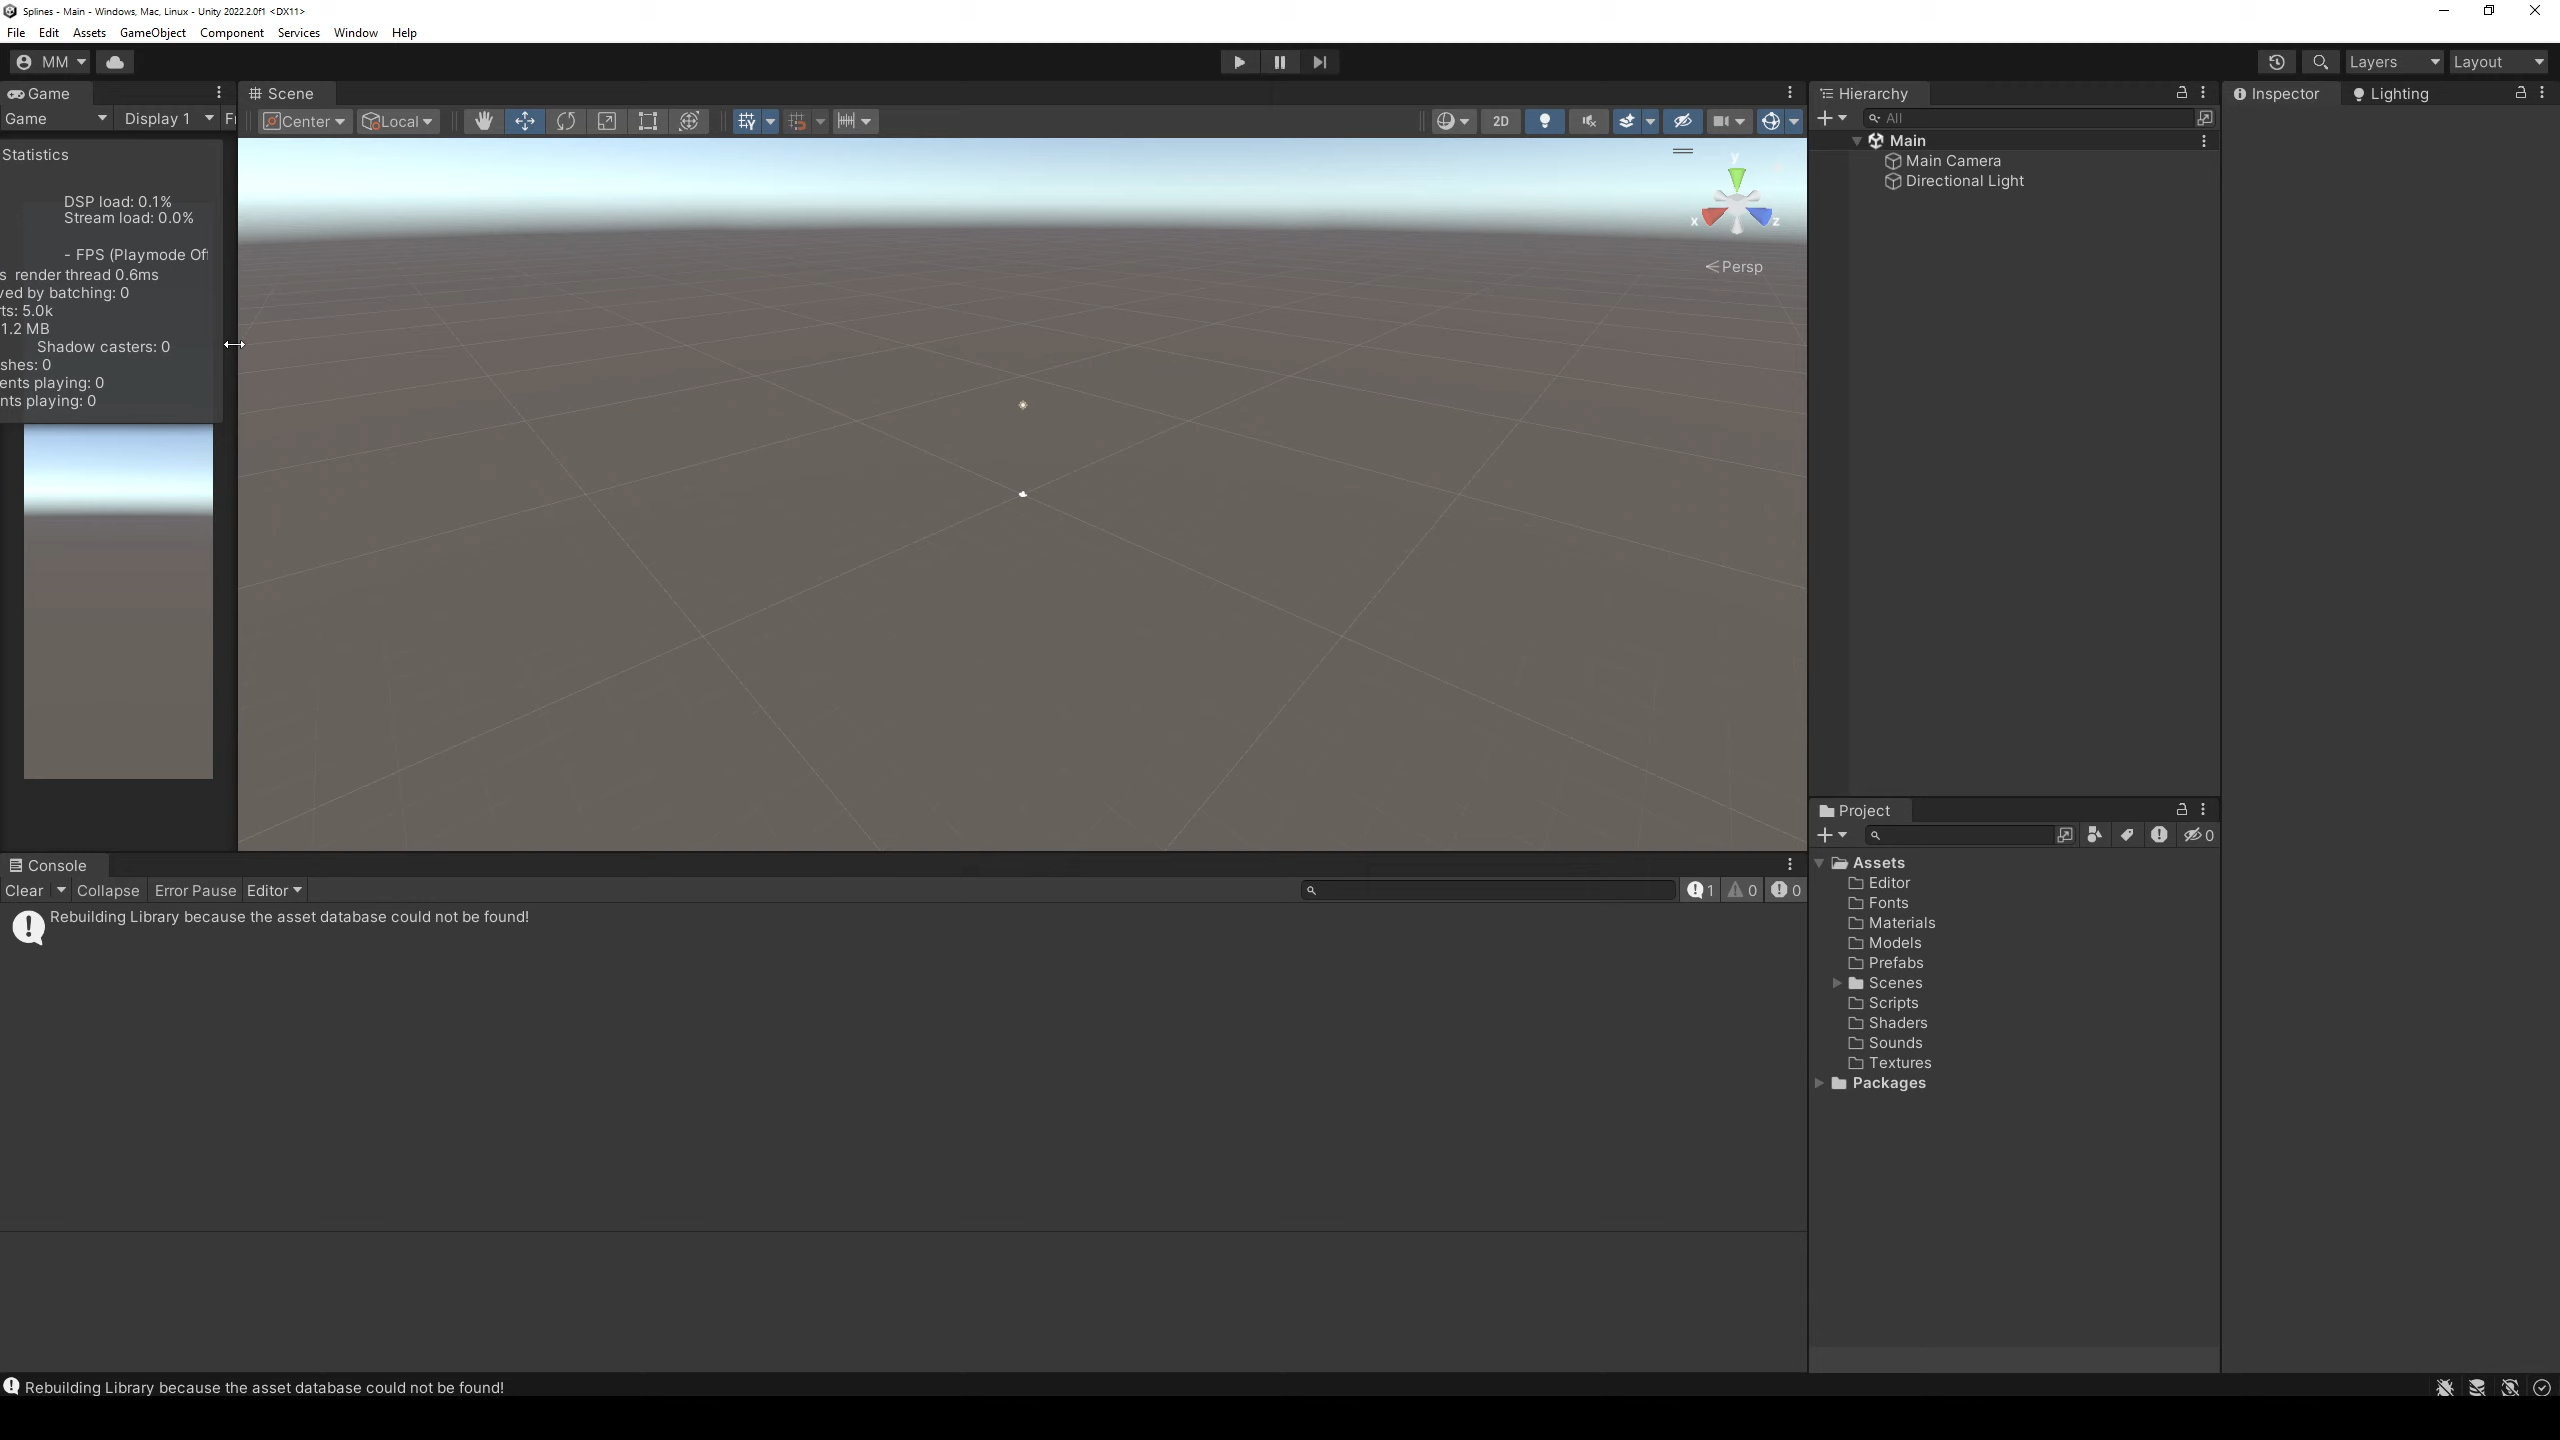 Splines - Main - Windows, Mac, Linux - Unity 2022.2.0f1 <DX11>
File Edit Assets GameObject Component Services Window Help
MM Layers Layout
Game
Game Display 1
Statistics
DSP load: 0.1%
Stream load: 0.0%
- FPS (Playmode Off
s render thread 0.6ms
ved by batching: 0
rts: 5.0k
1.2 MB
Shadow casters: 0
shes: 0
ents playing: 0
nts playing: 0
Scene
Center Local 2D
y
x z
Persp
Console
Clear Collapse Error Pause Editor 1 0 0
Rebuilding Library because the asset database could not be found!
Hierarchy
All
Main
Main Camera
Directional Light
Project
0
Assets
Editor
Fonts
Materials
Models
Prefabs
Scenes
Scripts
Shaders
Sounds
Textures
Packages
Inspector Lighting
Rebuilding Library because the asset database could not be found!